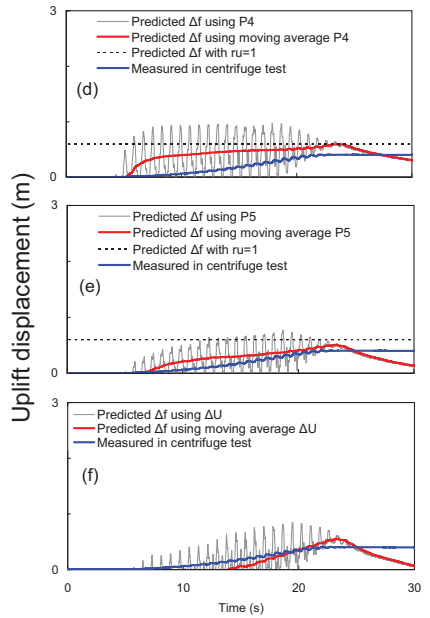 Uplift displacement (m)
3
Predicted Δf using P4
Predicted Δf using moving average P4
Predicted Δf with ru=1
Measured in centrifuge test
(d)
0
3
Predicted Δf using P5
Predicted Δf using moving average P5
Predicted Δf with ru=1
Measured in centrifuge test
(e)
0
3
Predicted Δf using ΔU
Predicted Δf using moving average ΔU
Measured in centrifuge test
(f)
0
0 10 20 30
Time (s)